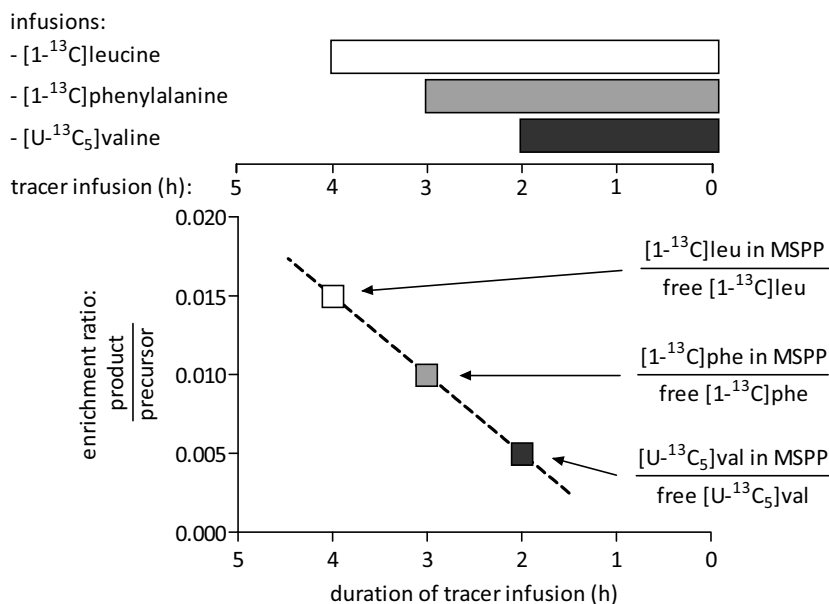 infusions:
- [1-¹³C]leucine
- [1-¹³C]phenylalanine
- [U-¹³C₅]valine
tracer infusion (h):
5 4 3 2 1 0
0.020
0.015
0.010
0.005
0.000
enrichment ratio:
product
precursor
[1-¹³C]leu in MSPP
free [1-¹³C]leu
[1-¹³C]phe in MSPP
free [1-¹³C]phe
[U-¹³C₅]val in MSPP
free [U-¹³C₅]val
5 4 3 2 1 0
duration of tracer infusion (h)